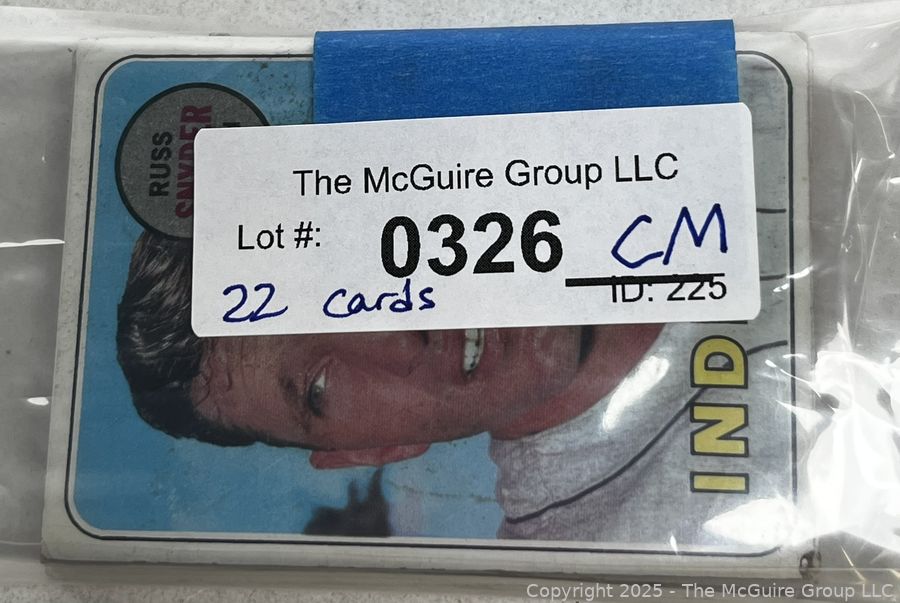 RUSS
SNYDER
The McGuire Group LLC
Lot #: 0326 CM
22 cards ID: 225
IND
Copyright 2025 - The McGuire Group LLC